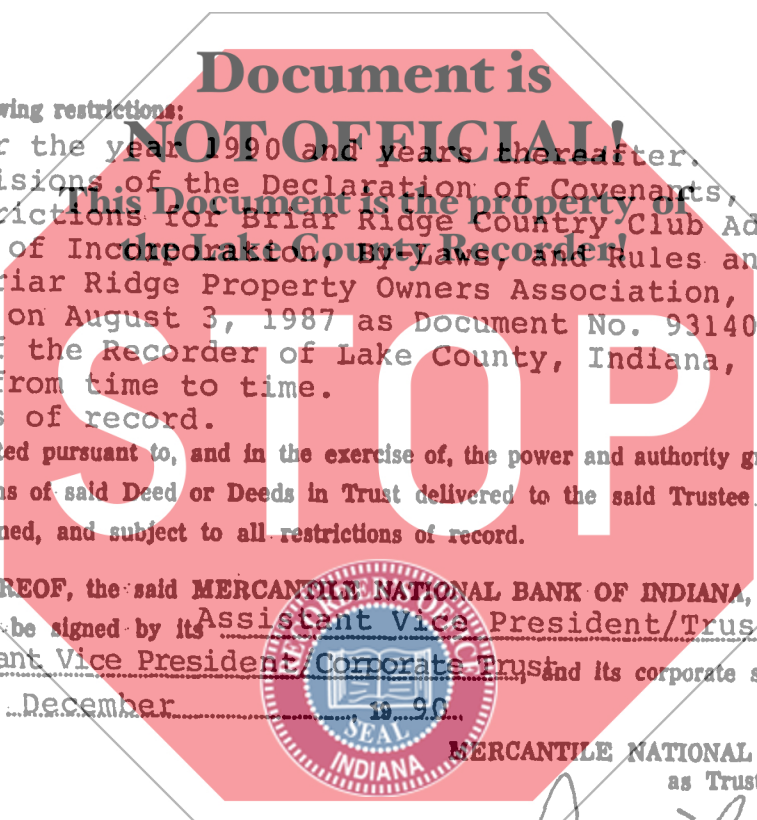 Document is
wing restrictions:
NOT OFFICIAL!
r the year 1990 and years thereafter.
isions of the Declaration of Covenants,
This Document is the property of
rictions for Briar Ridge Country Club Ad
the Lake County Recorder!
of Incorporation, By-Laws, and Rules an
riar Ridge Property Owners Association,
on August 3, 1987 as Document No. 93140
f the Recorder of Lake County, Indiana,
from time to time.
s of record.
STOP
ted pursuant to, and in the exercise of, the power and authority g
ns of said Deed or Deeds in Trust delivered to the said Trustee
ned, and subject to all restrictions of record.
REOF, the said MERCANTILE NATIONAL BANK OF INDIANA,
be signed by its Assistant Vice President/Trus
ant Vice President/Corporate Trust, and its corporate s
December, 19 90.
RECORDER'S OFFICE
SEAL
INDIANA
MERCANTILE NATIONAL
as Trust